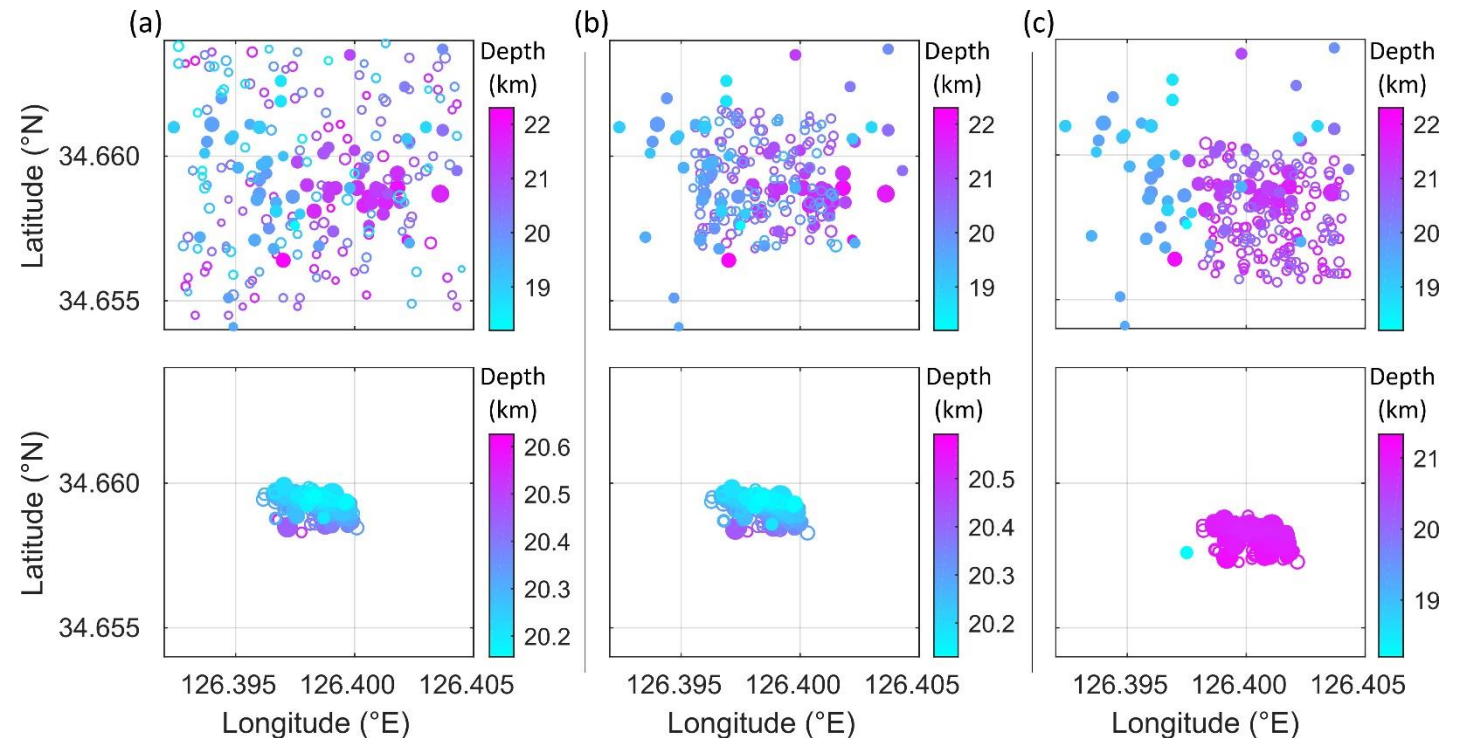 (a)
Depth
(km)
22
21
20
19
34.660
34.655
Latitude (°N)
(b)
Depth
(km)
22
21
20
19
(c)
Depth
(km)
22
21
20
19
Depth
(km)
20.6
20.5
20.4
20.3
20.2
34.660
34.655
Latitude (°N)
126.395 126.400 126.405
Longitude (°E)
Depth
(km)
20.5
20.4
20.3
20.2
126.395 126.400 126.405
Longitude (°E)
Depth
(km)
21
20
19
126.395 126.400 126.405
Longitude (°E)